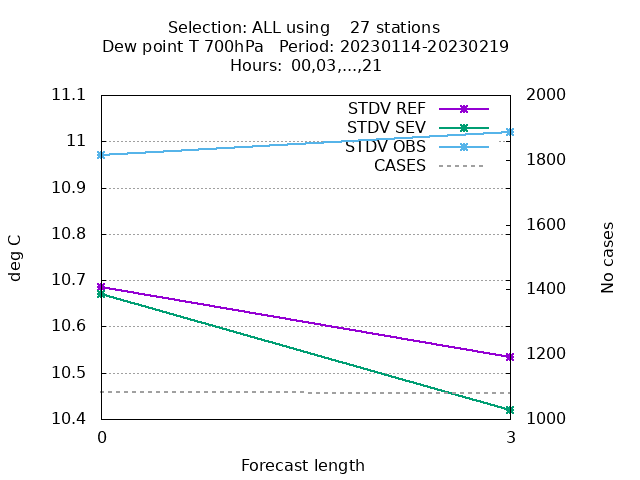 Selection: ALL using    27 stations
Dew point T 700hPa   Period: 20230114-20230219
Hours:  00,03,...,21
STDV REF
STDV SEV
STDV OBS
CASES
11.1
11
10.9
10.8
10.7
10.6
10.5
10.4
2000
1800
1600
1400
1200
1000
deg C
No cases
0
3
Forecast length